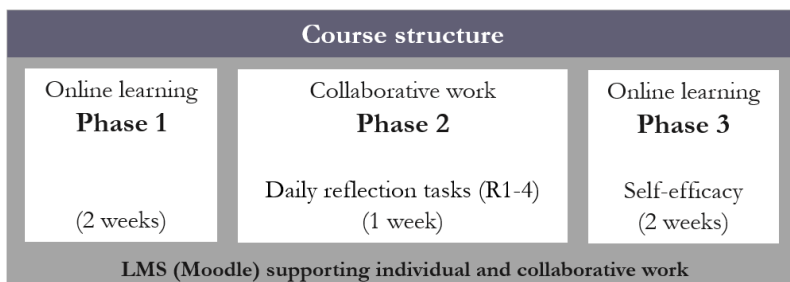 Course structure
Online learning
Phase 1
(2 weeks)
Collaborative work
Phase 2
Daily reflection tasks (R1-4)
(1 week)
Online learning
Phase 3
Self-efficacy
(2 weeks)
LMS (Moodle) supporting individual and collaborative work